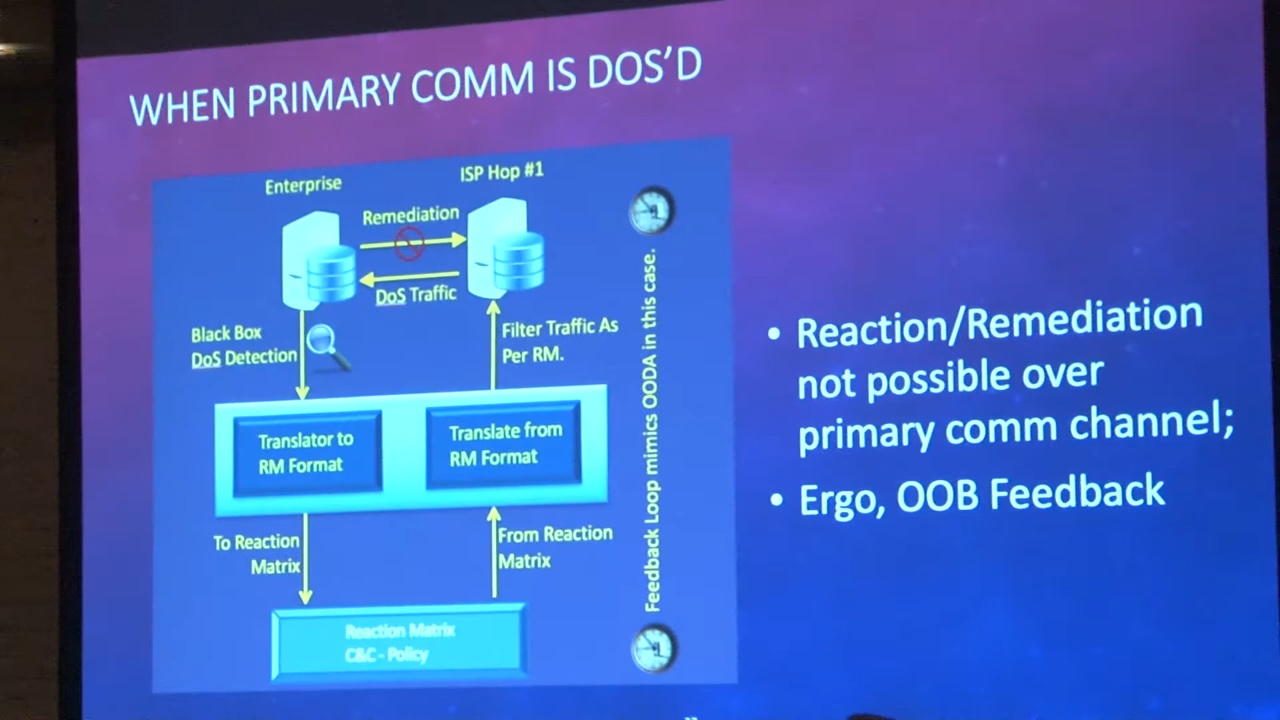 WHEN PRIMARY COMM IS DOS'D
Enterprise
ISP Hop #1
Remediation
DoS Traffic
Black Box
DoS Detection
Filter Traffic As
Per RM.
Translator to
RM Format
Translate from
RM Format
To Reaction
Matrix
From Reaction
Matrix
Reaction Matrix
C&C - Policy
Feedback Loop mimics OODA in this case.
• Reaction/Remediation
not possible over
primary comm channel;
• Ergo, OOB Feedback